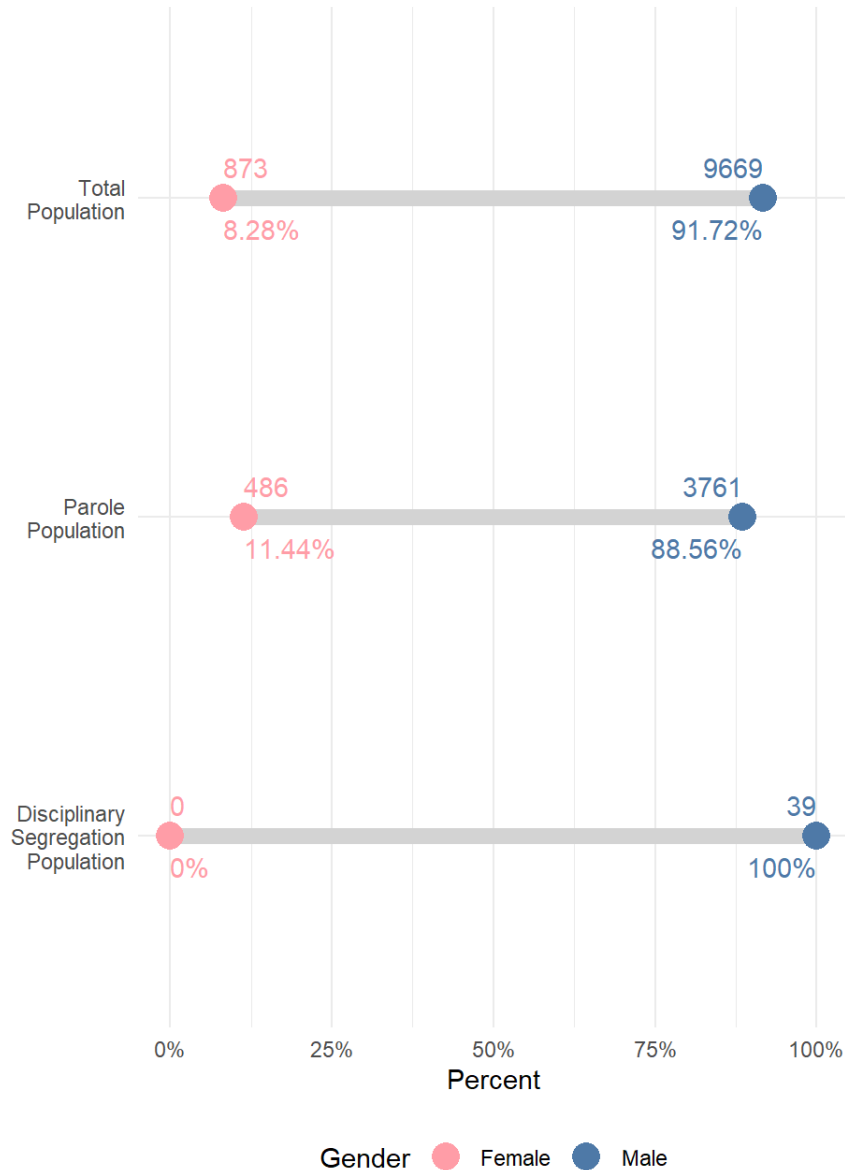 873
9669
Total
Population
8.28%
91.72%
486
3761
Parole
Population
11.44%
88.56%
0
39
Disciplinary
Segregation
Population
0%
100%
0%
25%
50%
75%
100%
Percent
Gender
Female
Male